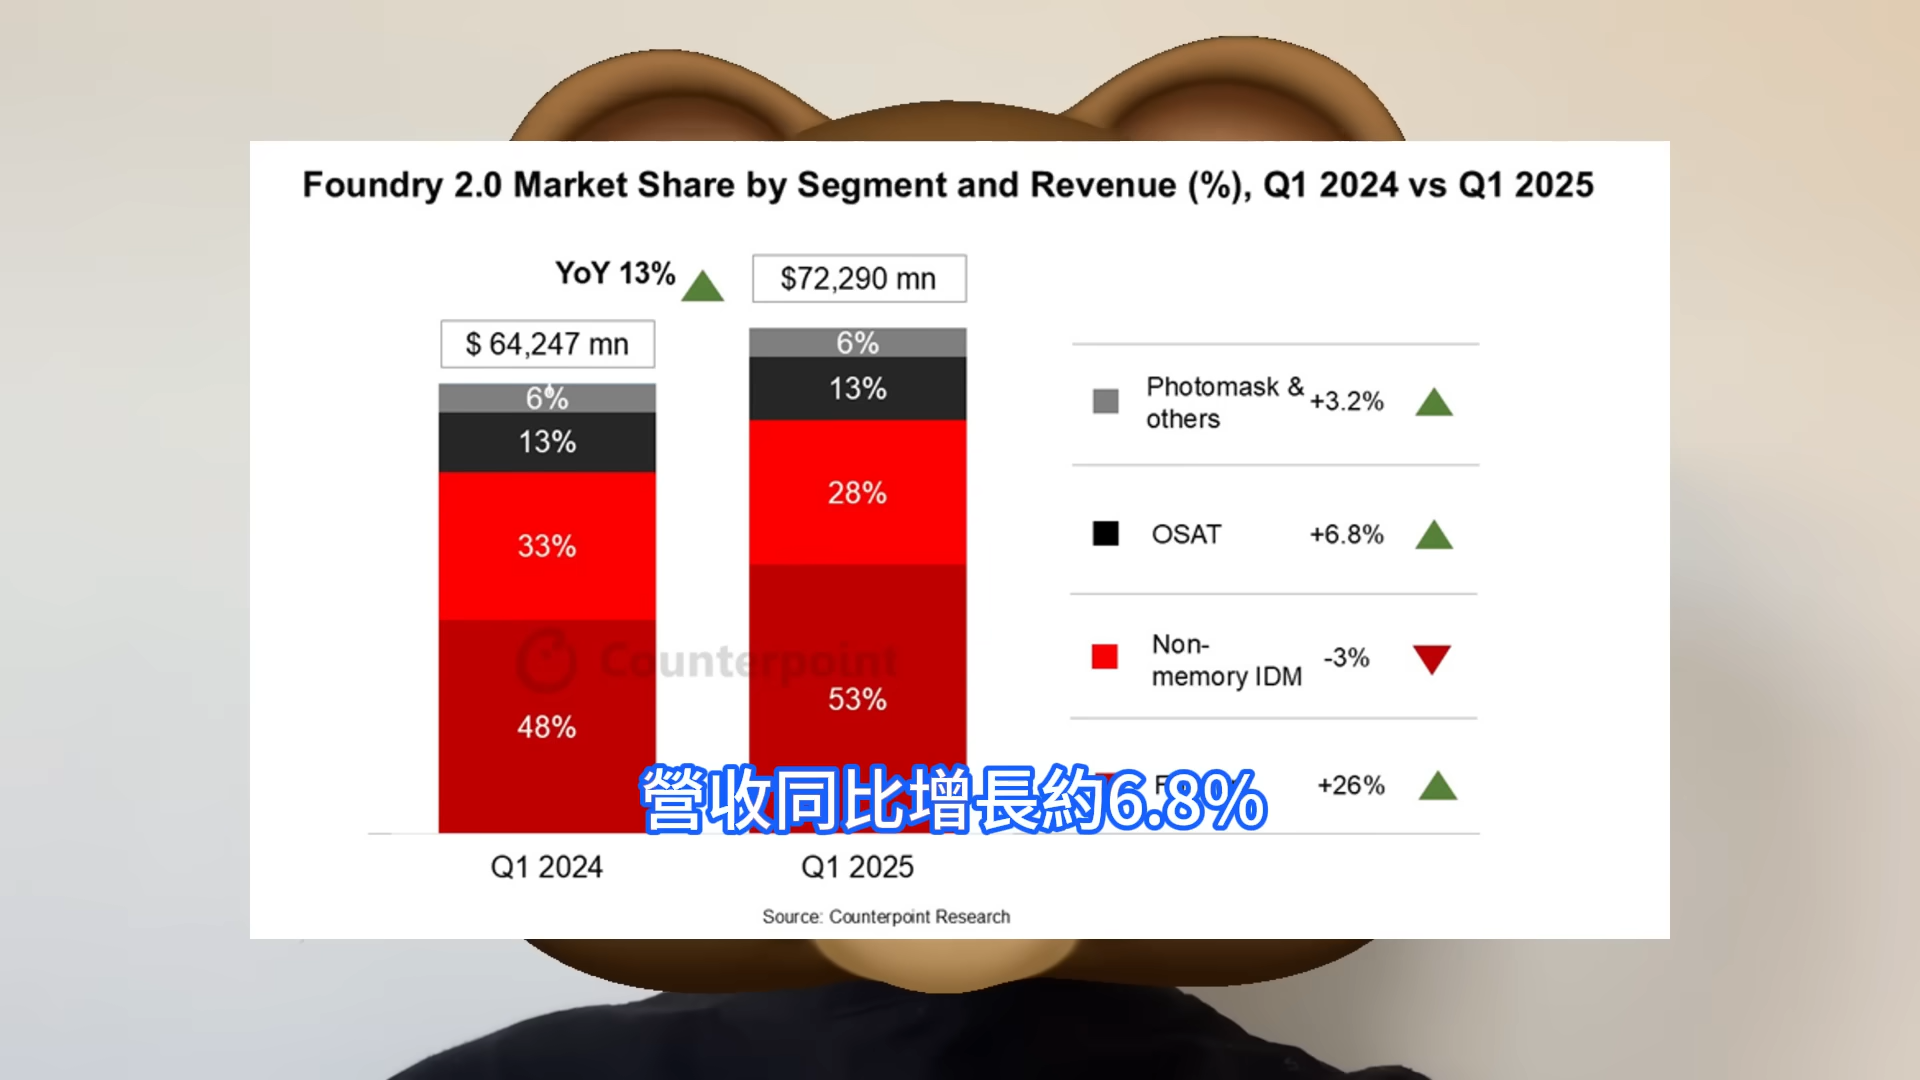 Foundry 2.0 Market Share by Segment and Revenue (%), Q1 2024 vs Q1 2025
YoY 13%
$72,290 mn
$ 64,247 mn
6%
13%
33%
48%
6%
13%
28%
53%
Photomask &
others
+3.2%
OSAT
+6.8%
Non-
memory IDM
-3%
+26%
Counterpoint
營收同比增長約6.8%
Q1 2024
Q1 2025
Source: Counterpoint Research